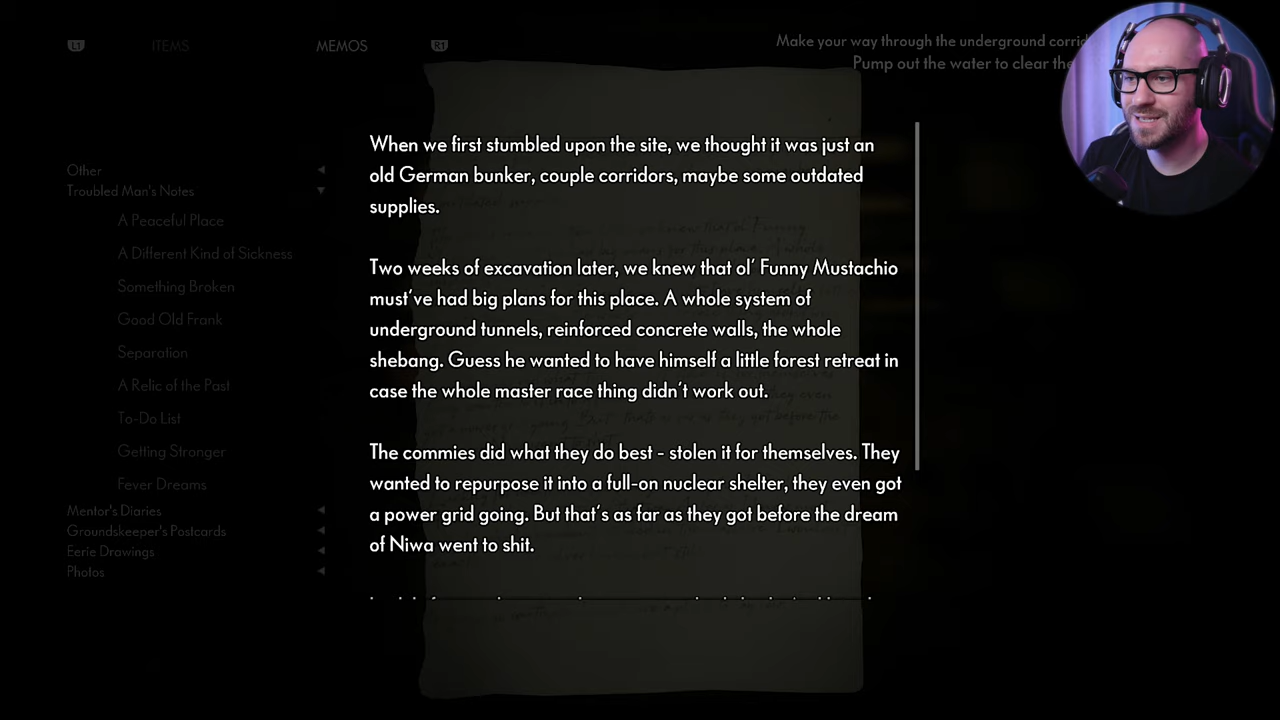 L1
ITEMS
MEMOS
R1
Make your way through the underground corrid
Pump out the water to clear the
Other
Troubled Man's Notes
A Peaceful Place
A Different Kind of Sickness
Something Broken
Good Old Frank
Separation
A Relic of the Past
To-Do List
Getting Stronger
Fever Dreams
Mentor's Diaries
Groundskeeper's Postcards
Eerie Drawings
Photos
When we first stumbled upon the site, we thought it was just an
old German bunker, couple corridors, maybe some outdated
supplies.
Two weeks of excavation later, we knew that ol' Funny Mustachio
must've had big plans for this place. A whole system of
underground tunnels, reinforced concrete walls, the whole
shebang. Guess he wanted to have himself a little forest retreat in
case the whole master race thing didn't work out.
The commies did what they do best - stolen it for themselves. They
wanted to repurpose it into a full-on nuclear shelter, they even got
a power grid going. But that's as far as they got before the dream
of Niwa went to shit.